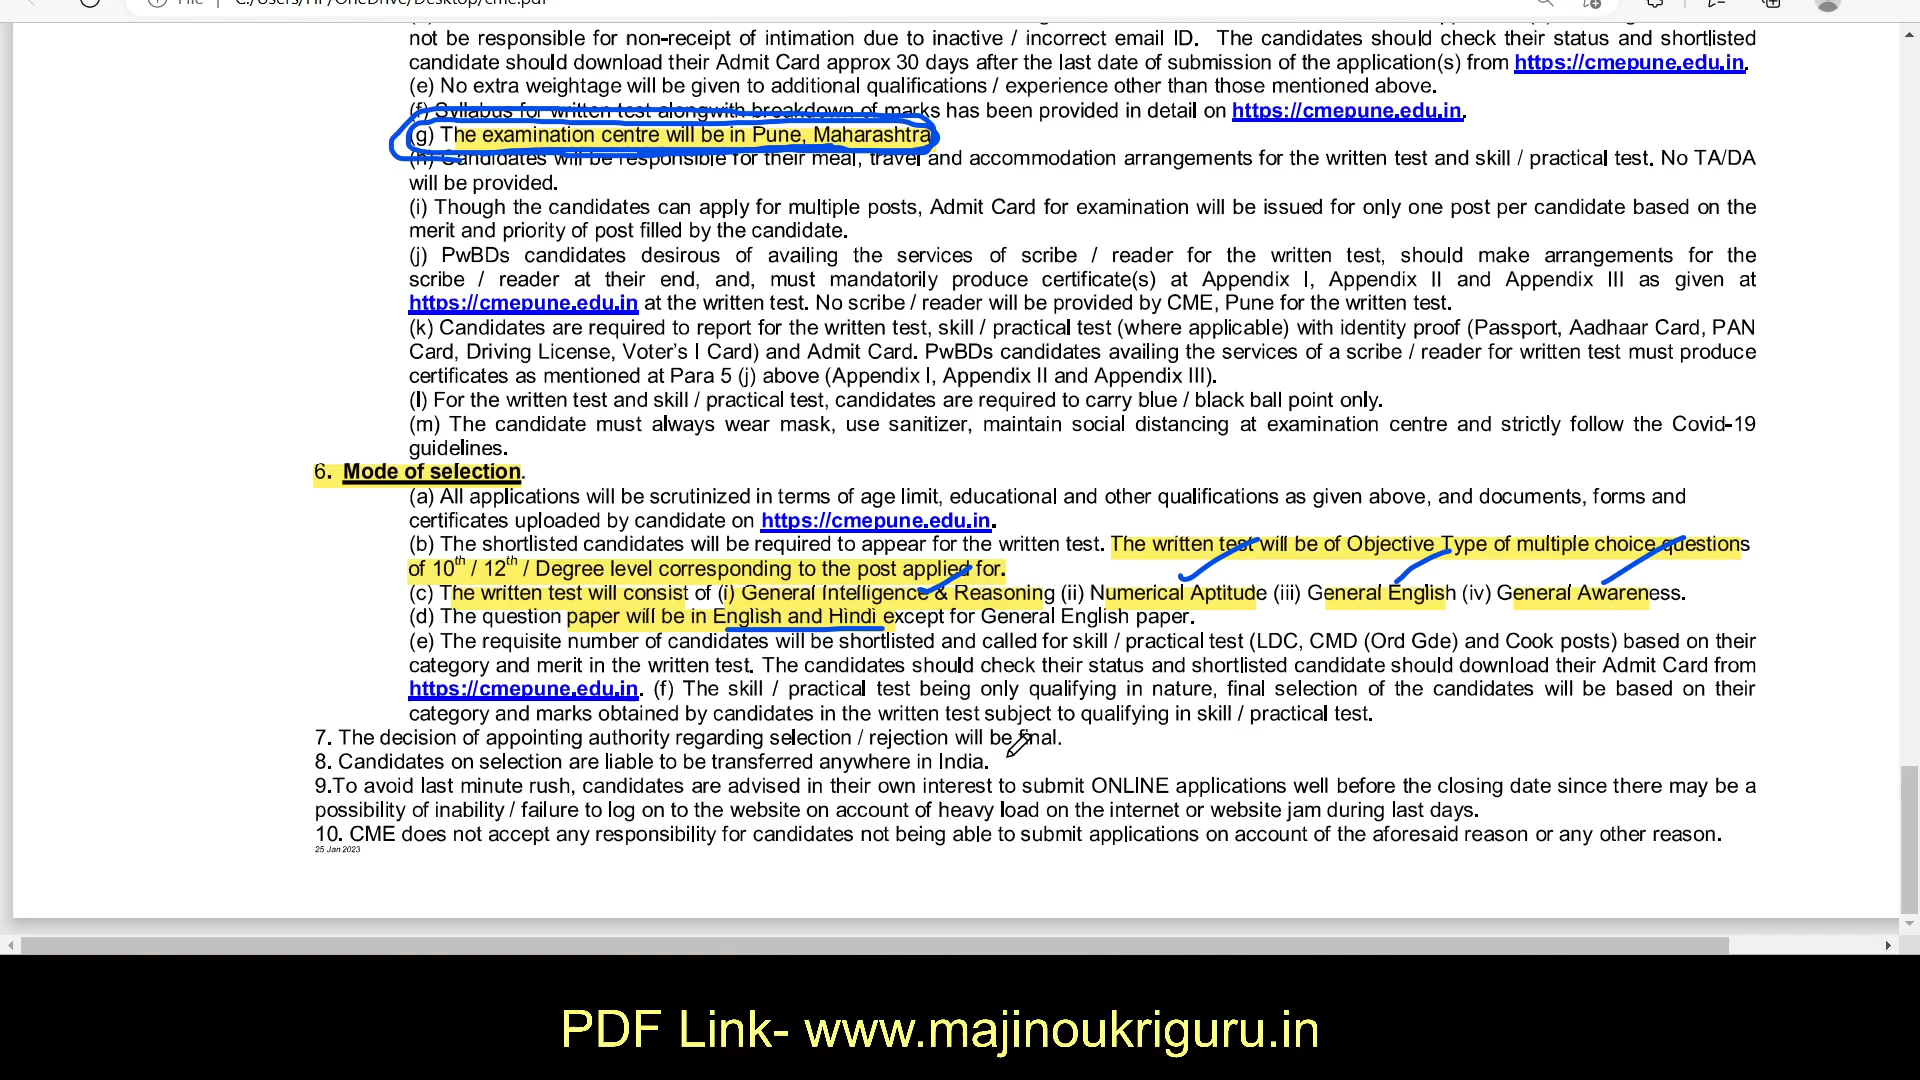 File | C:/Users/HP/OneDrive/Desktop/cme.pdf
not be responsible for non-receipt of intimation due to inactive / incorrect email ID. The candidates should check their status and shortlisted
candidate should download their Admit Card approx 30 days after the last date of submission of the application(s) from https://cmepune.edu.in.
(e) No extra weightage will be given to additional qualifications / experience other than those mentioned above.
(f) Syllabus for written test alongwith breakdown of marks has been provided in detail on https://cmepune.edu.in.
(g) The examination centre will be in Pune, Maharashtra
(h) Candidates will be responsible for their meal, travel and accommodation arrangements for the written test and skill / practical test. No TA/DA
will be provided.
(i) Though the candidates can apply for multiple posts, Admit Card for examination will be issued for only one post per candidate based on the
merit and priority of post filled by the candidate.
(j) PwBDs candidates desirous of availing the services of scribe / reader for the written test, should make arrangements for the
scribe / reader at their end, and, must mandatorily produce certificate(s) at Appendix I, Appendix II and Appendix III as given at
https://cmepune.edu.in at the written test. No scribe / reader will be provided by CME, Pune for the written test.
(k) Candidates are required to report for the written test, skill / practical test (where applicable) with identity proof (Passport, Aadhaar Card, PAN
Card, Driving License, Voter’s I Card) and Admit Card. PwBDs candidates availing the services of a scribe / reader for written test must produce
certificates as mentioned at Para 5 (j) above (Appendix I, Appendix II and Appendix III).
(l) For the written test and skill / practical test, candidates are required to carry blue / black ball point only.
(m) The candidate must always wear mask, use sanitizer, maintain social distancing at examination centre and strictly follow the Covid-19
guidelines.
6. Mode of selection.
(a) All applications will be scrutinized in terms of age limit, educational and other qualifications as given above, and documents, forms and
certificates uploaded by candidate on https://cmepune.edu.in.
(b) The shortlisted candidates will be required to appear for the written test. The written test will be of Objective Type of multiple choice questions
of 10th / 12th / Degree level corresponding to the post applied for.
(c) The written test will consist of (i) General Intelligence & Reasoning (ii) Numerical Aptitude (iii) General English (iv) General Awareness.
(d) The question paper will be in English and Hindi except for General English paper.
(e) The requisite number of candidates will be shortlisted and called for skill / practical test (LDC, CMD (Ord Gde) and Cook posts) based on their
category and merit in the written test. The candidates should check their status and shortlisted candidate should download their Admit Card from
https://cmepune.edu.in. (f) The skill / practical test being only qualifying in nature, final selection of the candidates will be based on their
category and marks obtained by candidates in the written test subject to qualifying in skill / practical test.
7. The decision of appointing authority regarding selection / rejection will be final.
8. Candidates on selection are liable to be transferred anywhere in India.
9.To avoid last minute rush, candidates are advised in their own interest to submit ONLINE applications well before the closing date since there may be a
possibility of inability / failure to log on to the website on account of heavy load on the internet or website jam during last days.
10. CME does not accept any responsibility for candidates not being able to submit applications on account of the aforesaid reason or any other reason.
25 Jan 2023
PDF Link- www.majinoukriguru.in